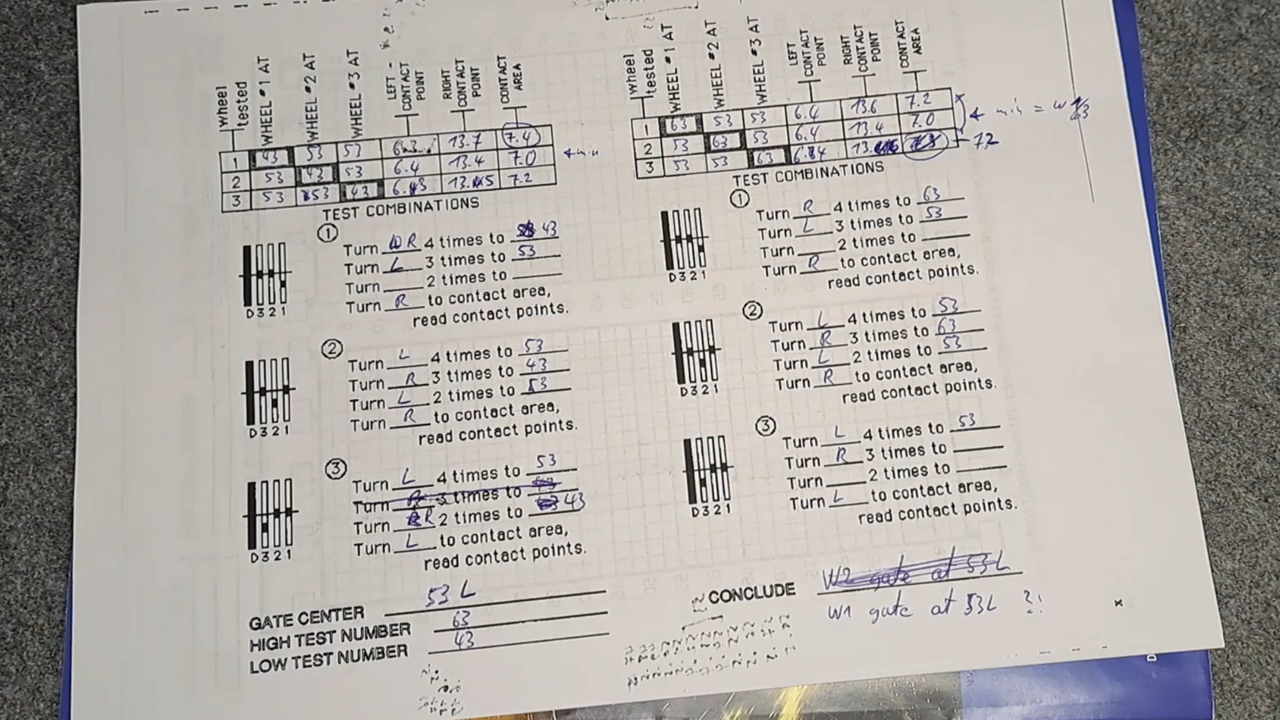 wheel tested WHEEL #1 AT WHEEL #2 AT WHEEL #3 AT LEFT CONTACT POINT RIGHT CONTACT POINT CONTACT AREA
1 43 53 53 13.7 7.4
2 53 43 53 6.4 13.4 7.0 min
3 53 53 43 7.2
TEST COMBINATIONS
①
Turn R 4 times to 43
Turn L 3 times to 53
Turn 2 times to
Turn R to contact area,
read contact points.
D 3 2 1
②
Turn L 4 times to 53
Turn R 3 times to 43
Turn L 2 times to 53
Turn R to contact area,
read contact points.
D 3 2 1
③
Turn L 4 times to 53
Turn 3 times to
Turn R 2 times to 43
Turn L to contact area,
read contact points.
D 3 2 1
GATE CENTER 53 L
HIGH TEST NUMBER 63
LOW TEST NUMBER 43
wheel tested WHEEL #1 AT WHEEL #2 AT WHEEL #3 AT LEFT CONTACT POINT RIGHT CONTACT POINT CONTACT AREA
1 63 53 53 6.4 13.6 7.2
2 53 63 53 6.4 13.4 7.0 min = W
3 53 53 63 7.2
TEST COMBINATIONS
①
Turn R 4 times to 63
Turn L 3 times to 53
Turn 2 times to
Turn R to contact area,
read contact points.
D 3 2 1
②
Turn L 4 times to 53
Turn R 3 times to 63
Turn L 2 times to 53
Turn R to contact area,
read contact points.
D 3 2 1
③
Turn L 4 times to 53
Turn R 3 times to
Turn 2 times to
Turn L to contact area,
read contact points.
D 3 2 1
CONCLUDE W2 gate at 53L
W1 gate at 53L ?!